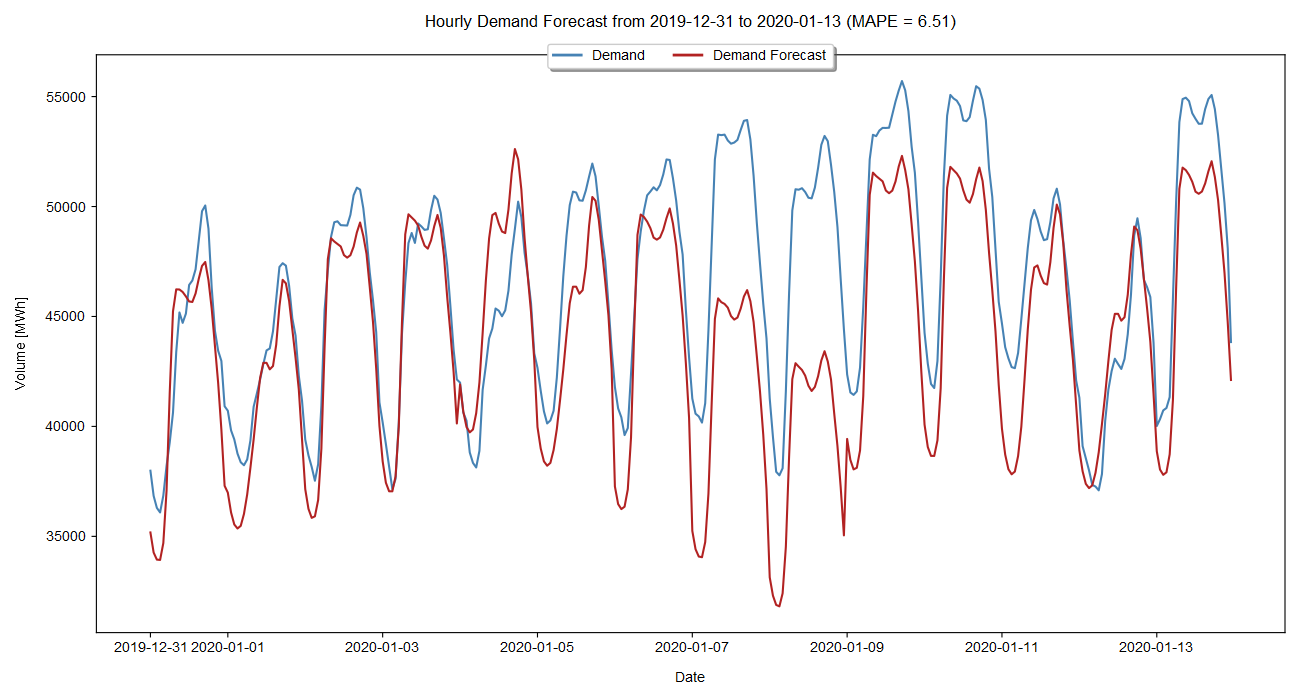 Hourly Demand Forecast from 2019-12-31 to 2020-01-13 (MAPE = 6.51)
Demand Demand Forecast
55000
50000
45000
40000
35000
Volume [MWh]
2019-12-31 2020-01-01 2020-01-03 2020-01-05 2020-01-07 2020-01-09 2020-01-11 2020-01-13
Date